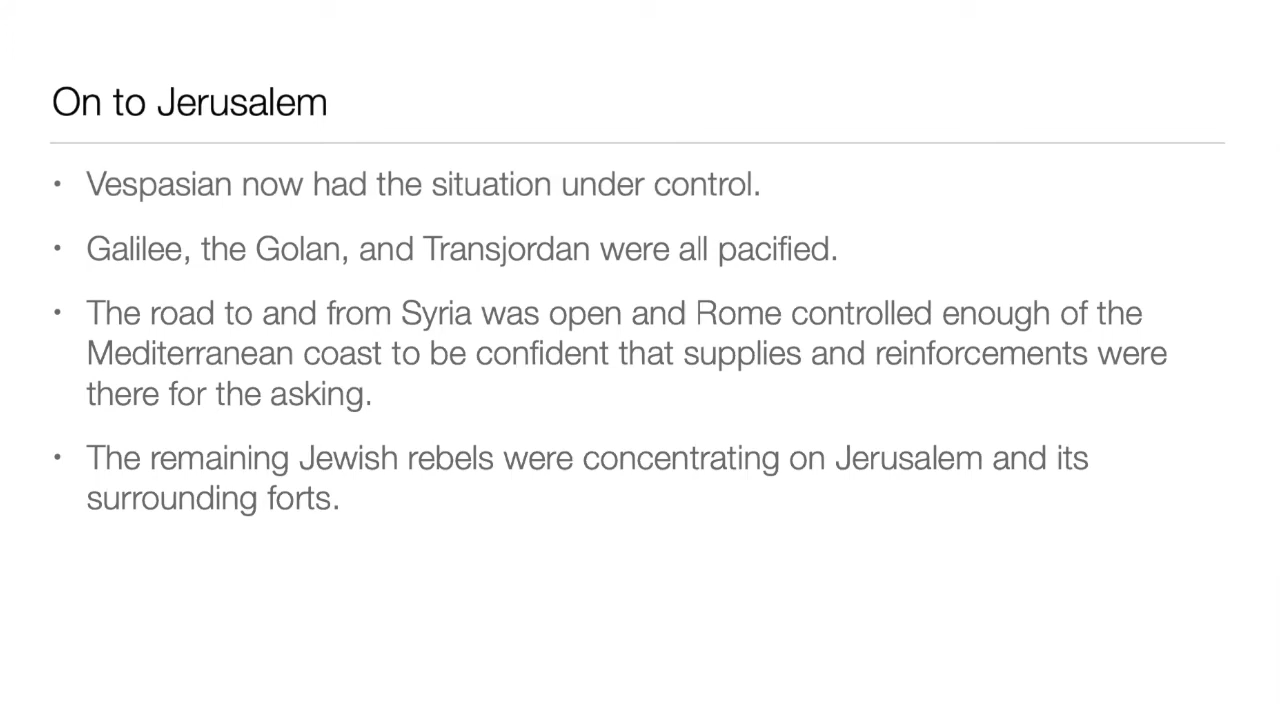 On to Jerusalem
• Vespasian now had the situation under control.
• Galilee, the Golan, and Transjordan were all pacified.
• The road to and from Syria was open and Rome controlled enough of the
Mediterranean coast to be confident that supplies and reinforcements were
there for the asking.
• The remaining Jewish rebels were concentrating on Jerusalem and its
surrounding forts.